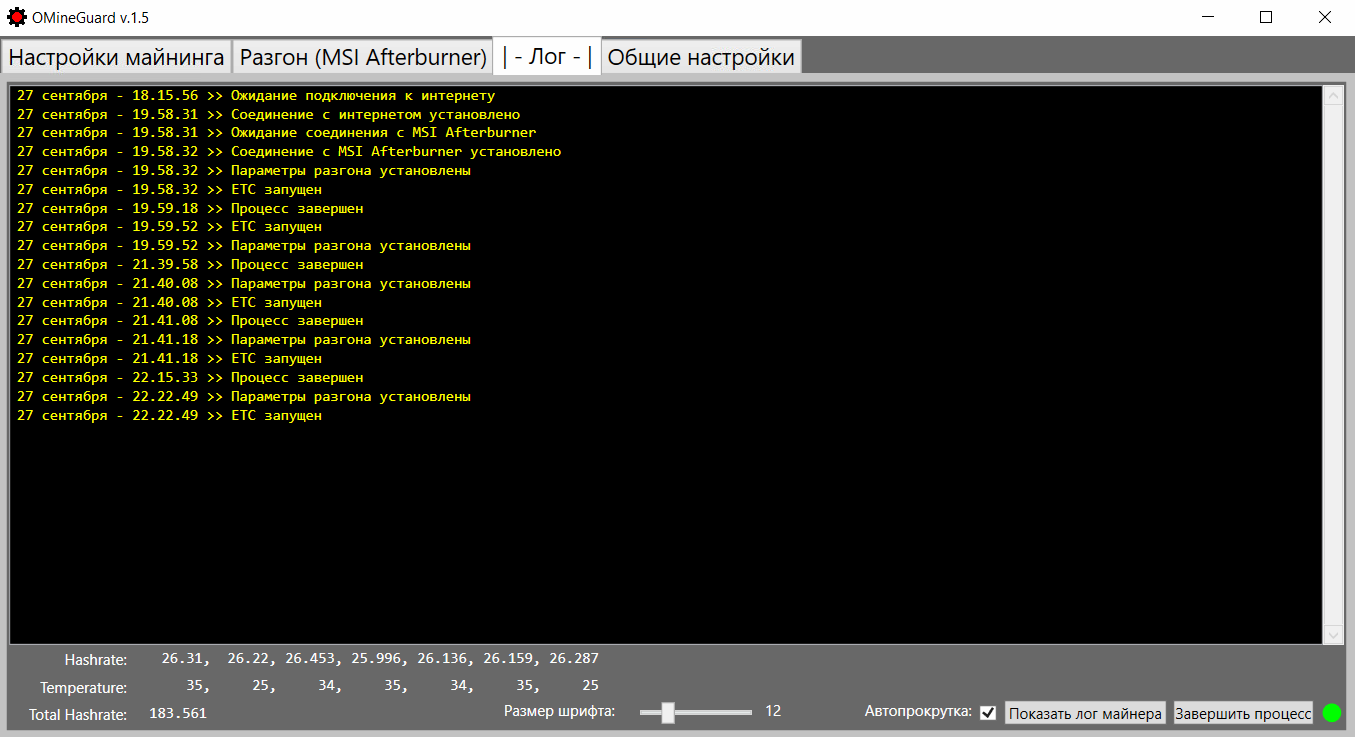 OMineGuard v.1.5
Настройки майнинга Разгон (MSI Afterburner) | - Лог - | Общие настройки
27 сентября - 18.15.56 >> Ожидание подключения к интернету
27 сентября - 19.58.31 >> Соединение с интернетом установлено
27 сентября - 19.58.31 >> Ожидание соединения с MSI Afterburner
27 сентября - 19.58.32 >> Соединение с MSI Afterburner установлено
27 сентября - 19.58.32 >> Параметры разгона установлены
27 сентября - 19.58.32 >> ETC запущен
27 сентября - 19.59.18 >> Процесс завершен
27 сентября - 19.59.52 >> ETC запущен
27 сентября - 19.59.52 >> Параметры разгона установлены
27 сентября - 21.39.58 >> Процесс завершен
27 сентября - 21.40.08 >> Параметры разгона установлены
27 сентября - 21.40.08 >> ETC запущен
27 сентября - 21.41.08 >> Процесс завершен
27 сентября - 21.41.18 >> Параметры разгона установлены
27 сентября - 21.41.18 >> ETC запущен
27 сентября - 22.15.33 >> Процесс завершен
27 сентября - 22.22.49 >> Параметры разгона установлены
27 сентября - 22.22.49 >> ETC запущен
Hashrate: 26.31, 26.22, 26.453, 25.996, 26.136, 26.159, 26.287
Temperature: 35, 25, 34, 35, 34, 35, 25
Total Hashrate: 183.561 Размер шрифта: 12 Автопрокрутка: Показать лог майнера Завершить процесс